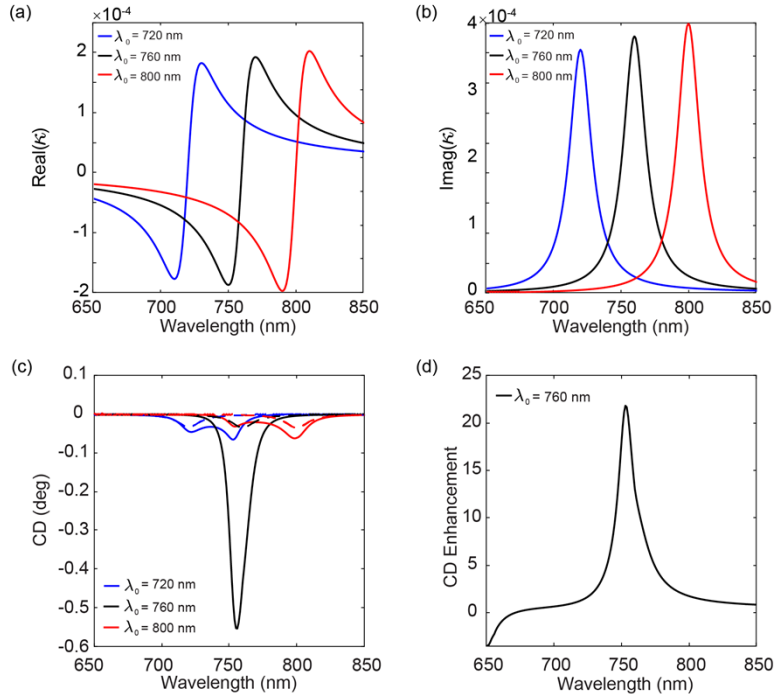 (a)
×10⁻⁴
λ₀ = 720 nm
λ₀ = 760 nm
λ₀ = 800 nm
2
1
0
-1
-2
Real(κ)
650 700 750 800 850
Wavelength (nm)
(b)
4 ×10⁻⁴
λ₀ = 720 nm
λ₀ = 760 nm
λ₀ = 800 nm
3
2
1
0
Imag(κ)
650 700 750 800 850
Wavelength (nm)
(c)
0.1
0
-0.1
-0.2
-0.3
-0.4
-0.5
-0.6
CD (deg)
λ₀ = 720 nm
λ₀ = 760 nm
λ₀ = 800 nm
650 700 750 800 850
Wavelength (nm)
(d)
25
20
15
10
5
0
CD Enhancement
λ₀ = 760 nm
650 700 750 800 850
Wavelength (nm)